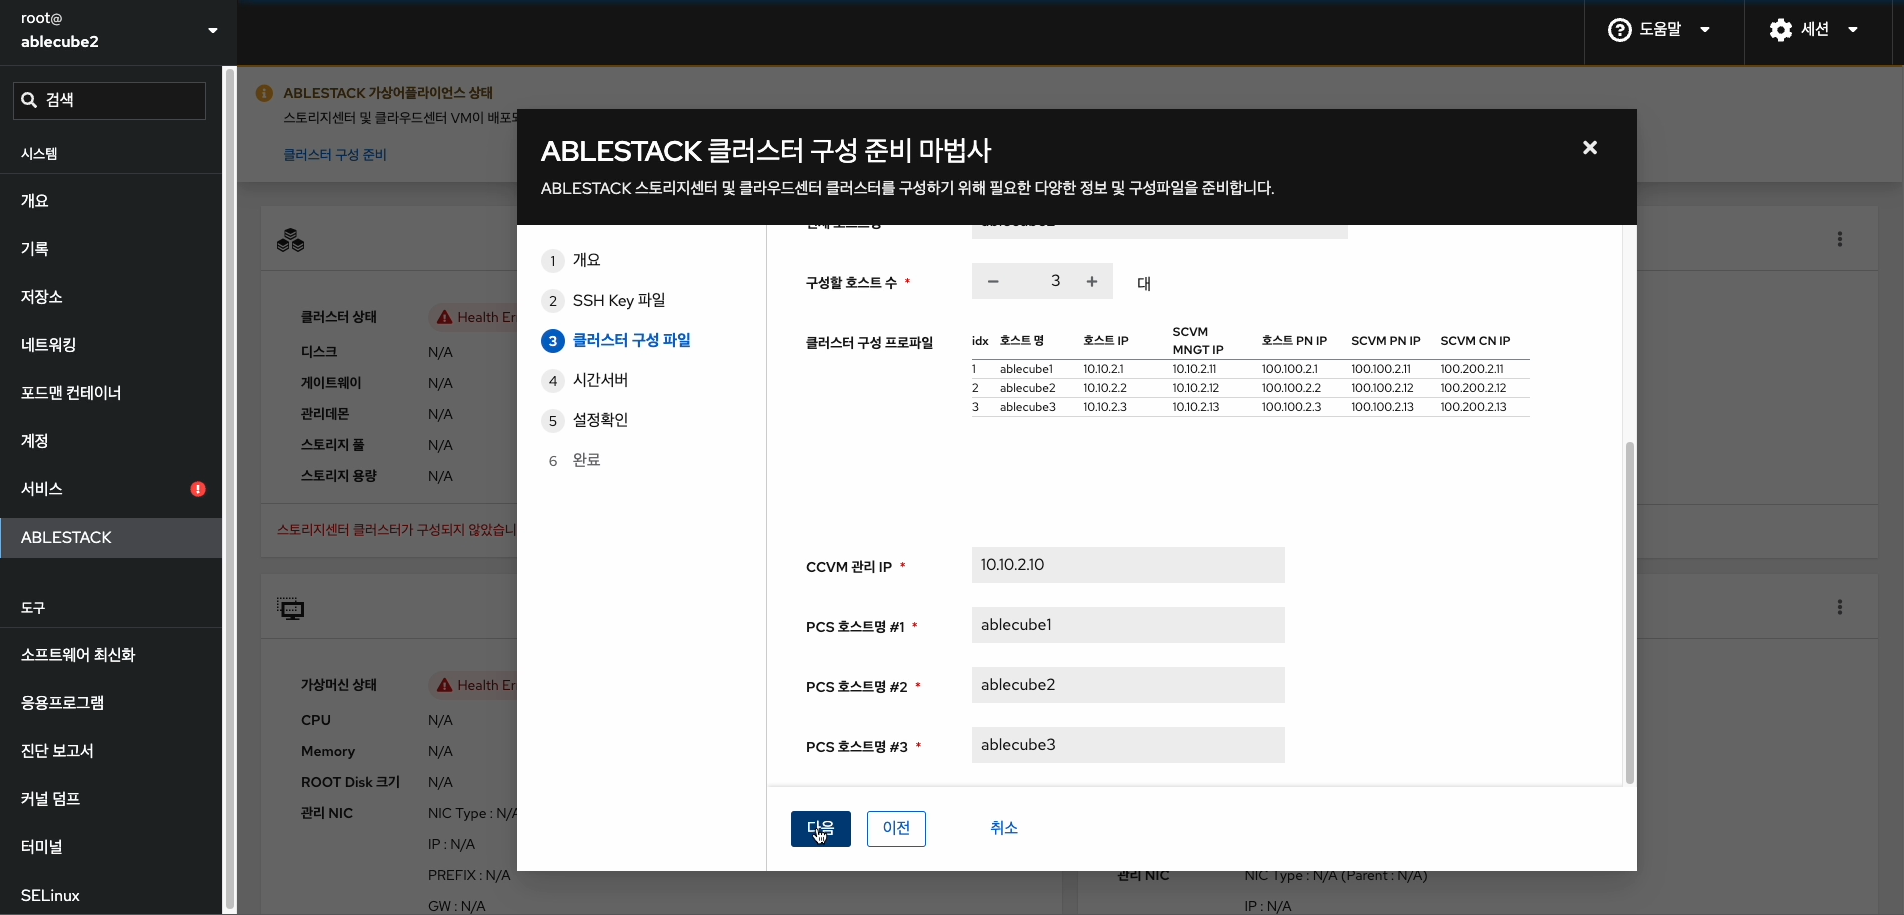 root@
ablecube2
도움말
세션
검색
시스템
개요
기록
저장소
네트워킹
포드맨 컨테이너
계정
서비스
ABLESTACK
도구
소프트웨어 최신화
응용프로그램
진단 보고서
커널 덤프
터미널
SELinux
ABLESTACK 가상어플라이언스 상태
스토리지센터 및 클라우드센터 VM이 배포되
클러스터 구성 준비
클러스터 상태 Health Er
디스크 N/A
게이트웨이 N/A
관리데몬 N/A
스토리지 풀 N/A
스토리지 용량 N/A
스토리지센터 클러스터가 구성되지 않았습니
가상머신 상태 Health Er
CPU N/A
Memory N/A
ROOT Disk 크기 N/A
관리 NIC NIC Type : N/A
IP : N/A
PREFIX : N/A
GW : N/A
ABLESTACK 클러스터 구성 준비 마법사
ABLESTACK 스토리지센터 및 클라우드센터 클러스터를 구성하기 위해 필요한 다양한 정보 및 구성파일을 준비합니다.
1 개요
2 SSH Key 파일
3 클러스터 구성 파일
4 시간서버
5 설정확인
6 완료
구성할 호스트 수 * − 3 + 대
클러스터 구성 프로파일
idx 호스트 명 호스트 IP SCVM MNGT IP 호스트 PN IP SCVM PN IP SCVM CN IP
1 ablecube1 10.10.2.1 10.10.2.11 100.100.2.1 100.100.2.11 100.200.2.11
2 ablecube2 10.10.2.2 10.10.2.12 100.100.2.2 100.100.2.12 100.200.2.12
3 ablecube3 10.10.2.3 10.10.2.13 100.100.2.3 100.100.2.13 100.200.2.13
CCVM 관리 IP * 10.10.2.10
PCS 호스트명 #1 * ablecube1
PCS 호스트명 #2 * ablecube2
PCS 호스트명 #3 * ablecube3
다음 이전 취소
관리 NIC NIC Type : N/A (Parent : N/A)
IP : N/A